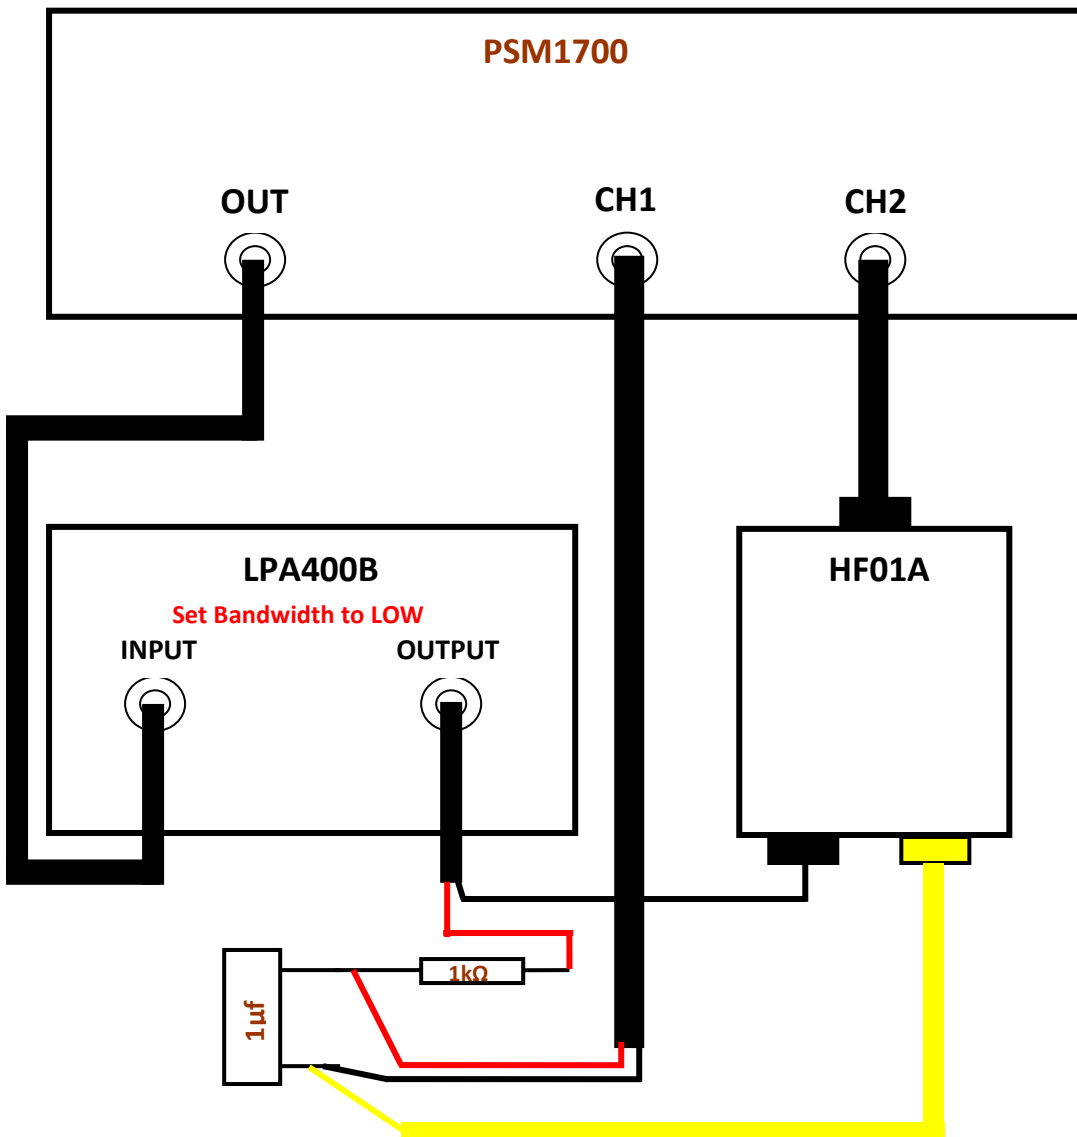 PSM1700
OUT
CH1
CH2
LPA400B
Set Bandwidth to LOW
INPUT
OUTPUT
HF01A
1kΩ
1µf